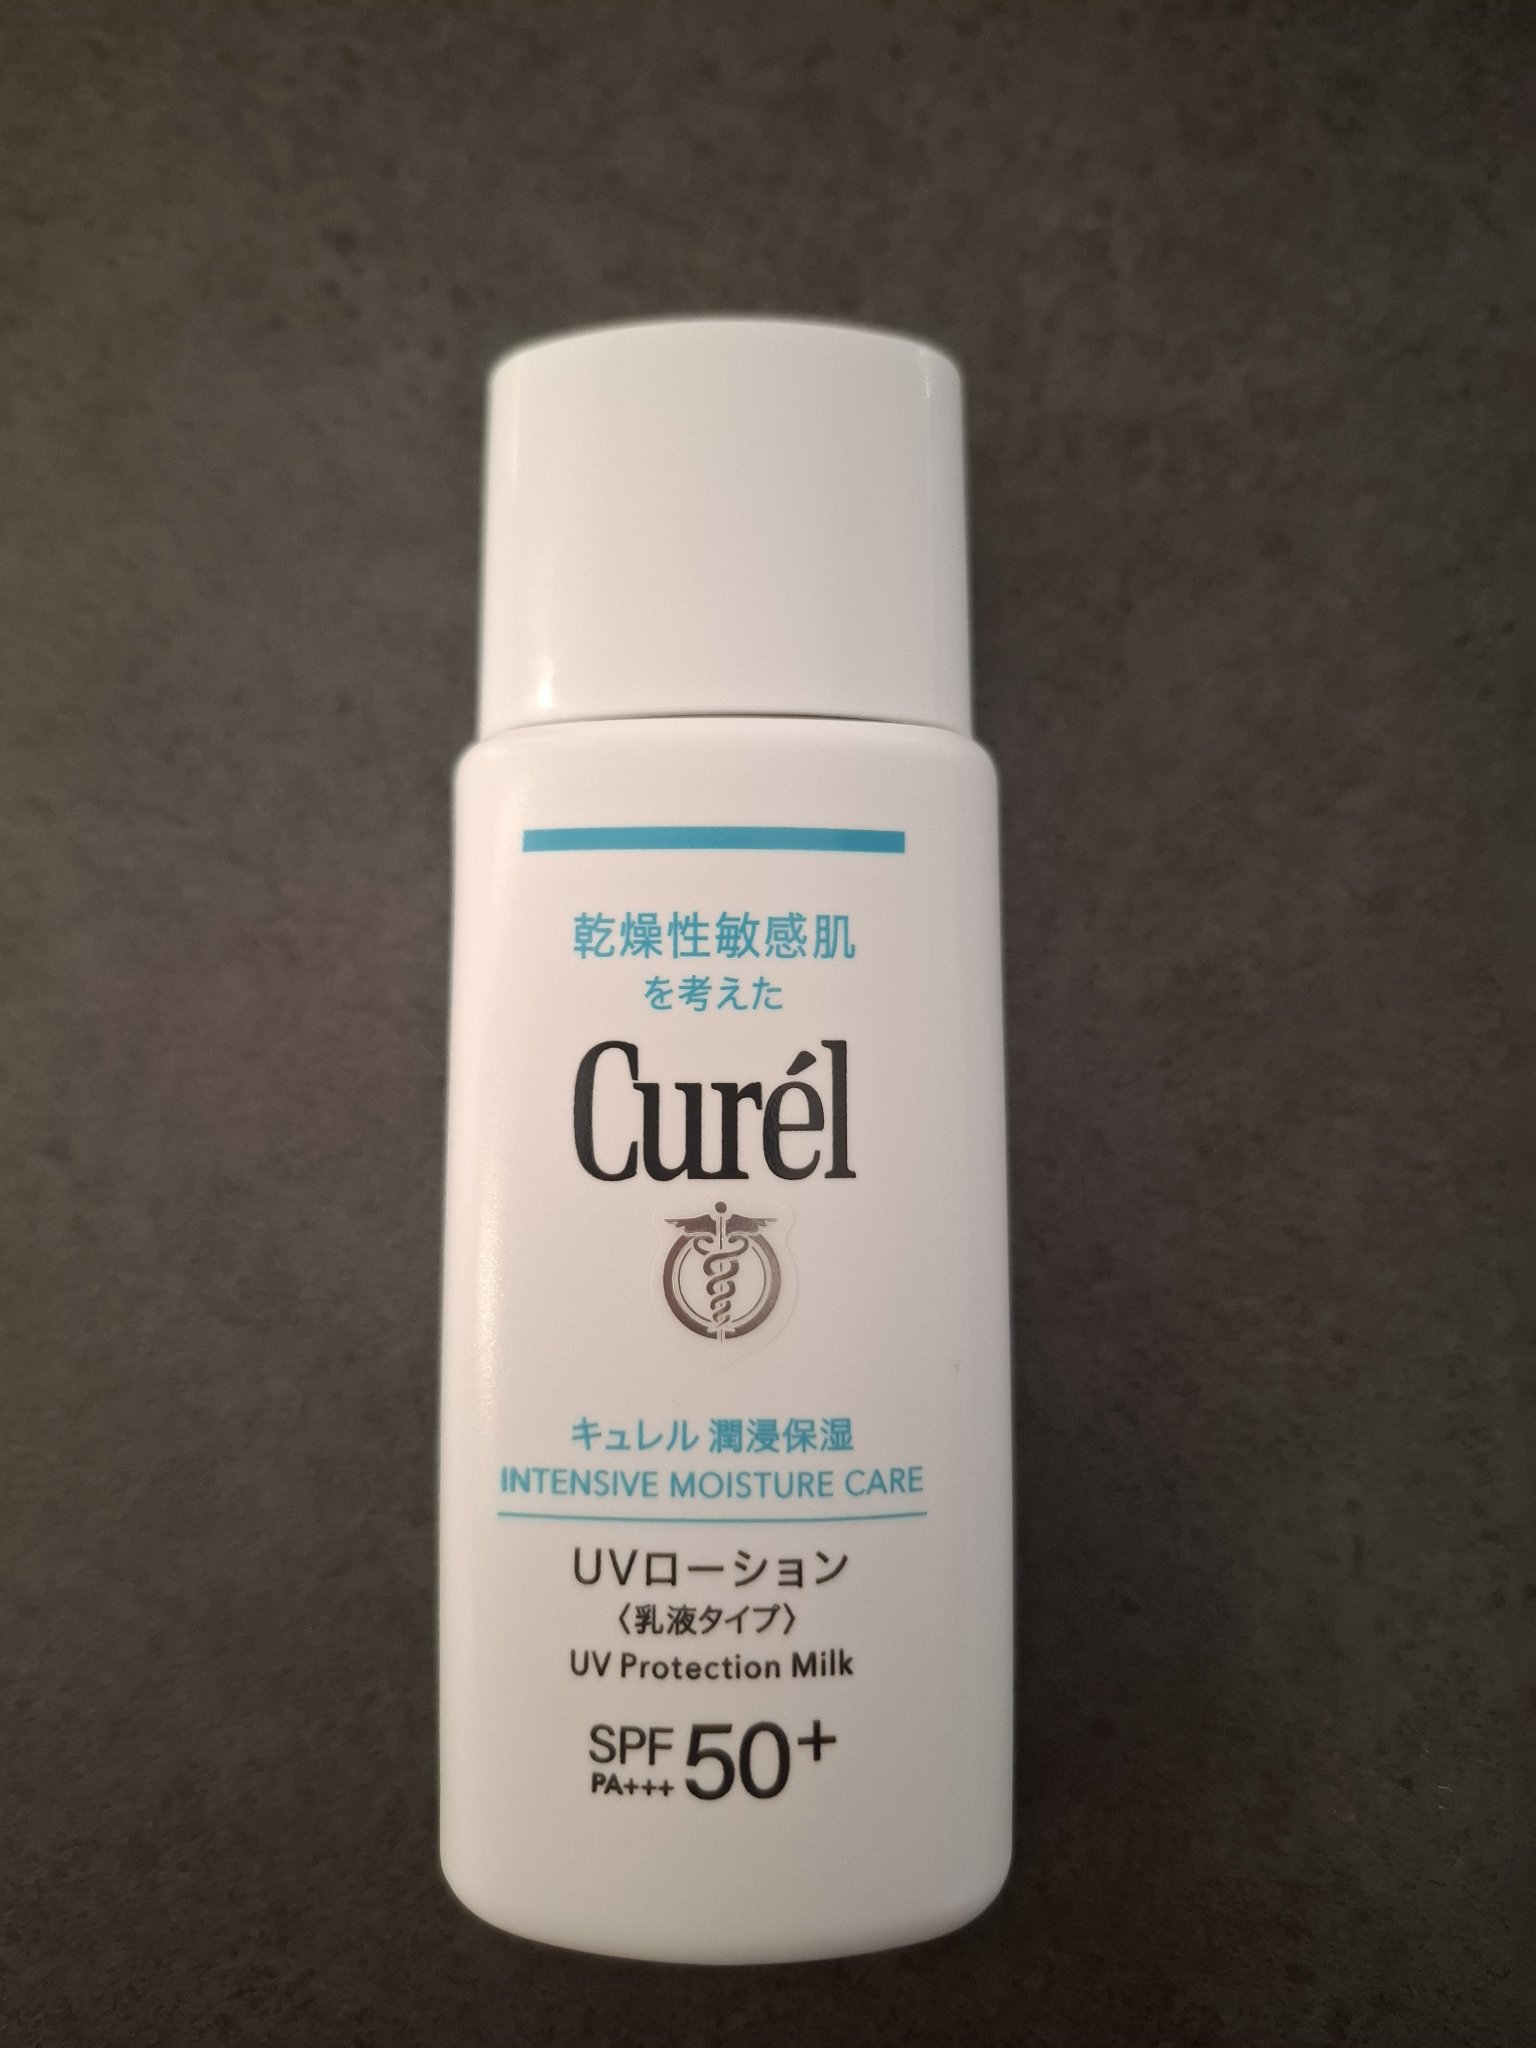 乾燥性敏感肌
を考えた
Curél
キュレル 潤浸保湿
INTENSIVE MOISTURE CARE
UVローション
〈乳液タイプ〉
UV Protection Milk
SPF 50+
PA+++